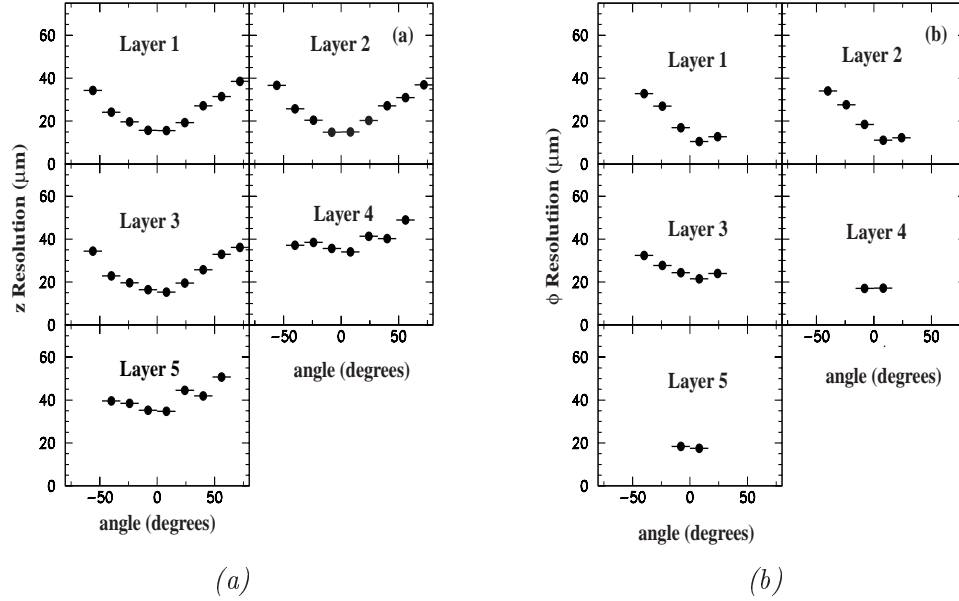 Layer 1
(a)
Layer 2
80
60
40
20
0
Layer 3
Layer 4
60
40
20
0
−50 0 50
angle (degrees)
Layer 5
60
40
20
0
−50 0 50
angle (degrees)
z Resolution (μm)
(a)
Layer 1
(b)
Layer 2
80
60
40
20
0
Layer 3
Layer 4
60
40
20
0
−50 0 50
angle (degrees)
Layer 5
60
40
20
0
−50 0 50
angle (degrees)
ϕ Resolutiion (μm)
(b)